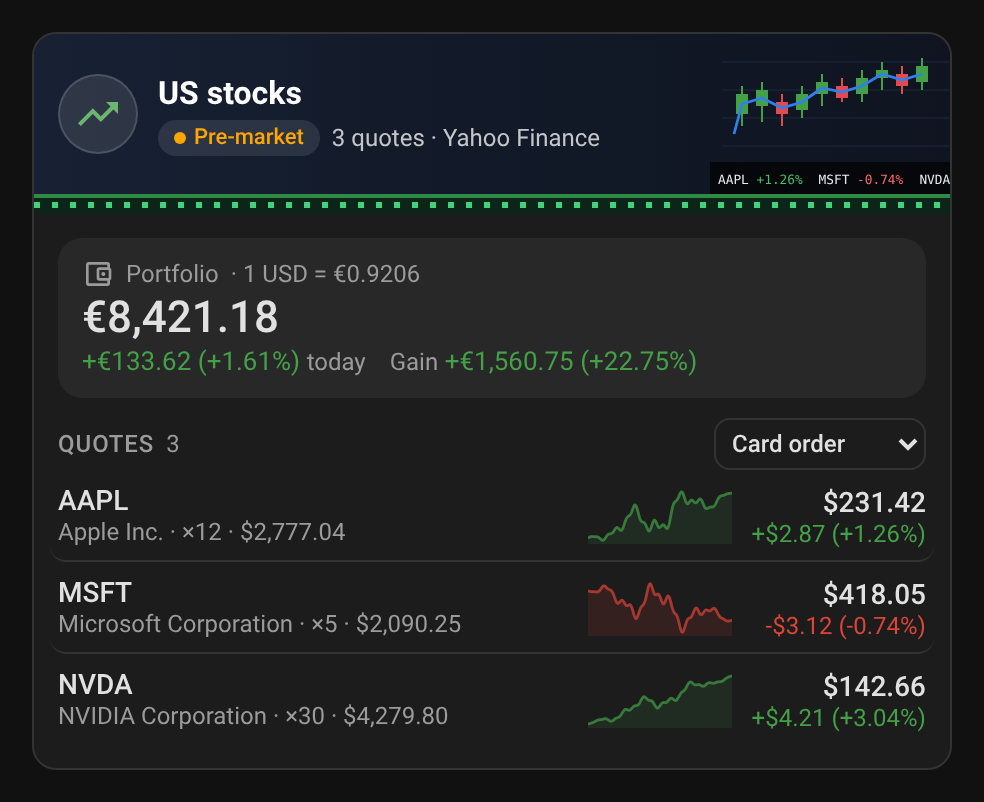 US stocks
Pre-market
3 quotes · Yahoo Finance
AAPL +1.26% MSFT -0.74% NVDA
Portfolio · 1 USD = €0.9206
€8,421.18
+€133.62 (+1.61%) today Gain +€1,560.75 (+22.75%)
QUOTES 3
Card order
AAPL
$231.42
Apple Inc. · ×12 · $2,777.04
+$2.87 (+1.26%)
MSFT
$418.05
Microsoft Corporation · ×5 · $2,090.25
-$3.12 (-0.74%)
NVDA
$142.66
NVIDIA Corporation · ×30 · $4,279.80
+$4.21 (+3.04%)